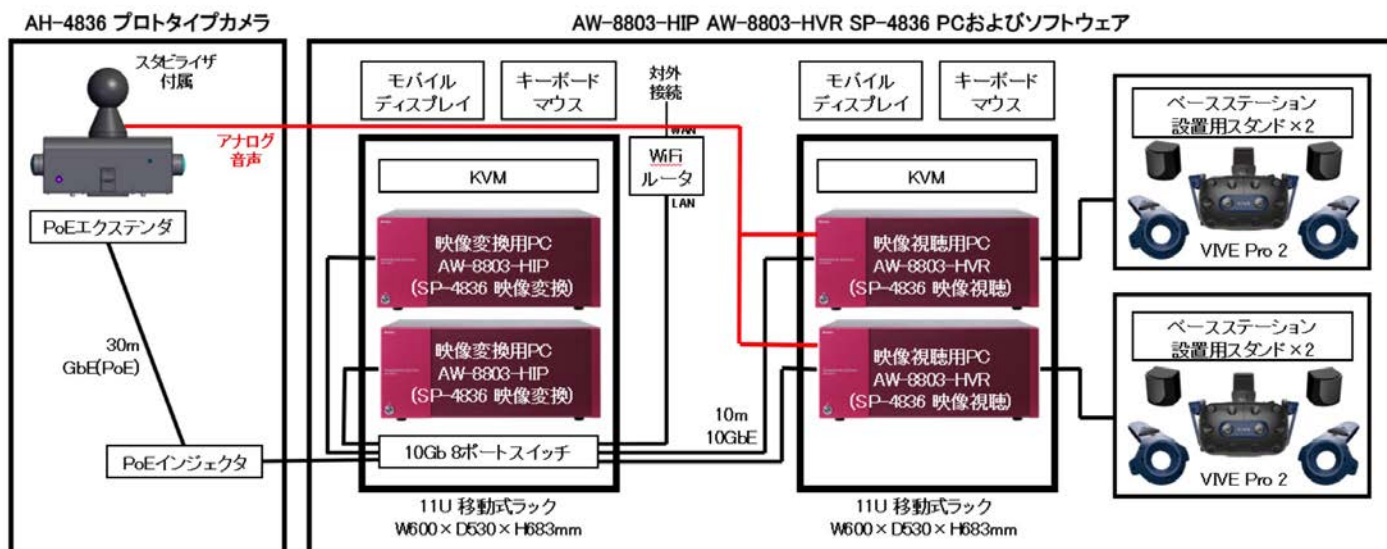 AH-4836 プロトタイプカメラ
スタビライザ
付属
アナログ
音声
PoEエクステンダ
30m
GbE(PoE)
PoEインジェクタ
AW-8803-HIP AW-8803-HVR SP-4836 PCおよびソフトウェア
モバイル
ディスプレイ
キーボード
マウス
対外
接続
WAN
WiFi
ルータ
LAN
KVM
映像変換用PC
AW-8803-HIP
(SP-4836 映像変換)
映像変換用PC
AW-8803-HIP
(SP-4836 映像変換)
10Gb 8ポートスイッチ
11U 移動式ラック
W600×D530×H683mm
10m
10GbE
モバイル
ディスプレイ
キーボード
マウス
KVM
映像視聴用PC
AW-8803-HVR
(SP-4836 映像視聴)
映像視聴用PC
AW-8803-HVR
(SP-4836 映像視聴)
11U 移動式ラック
W600×D530×H683mm
ベースステーション
設置用スタンド×2
VIVE
VIVE Pro 2
ベースステーション
設置用スタンド×2
VIVE
VIVE Pro 2